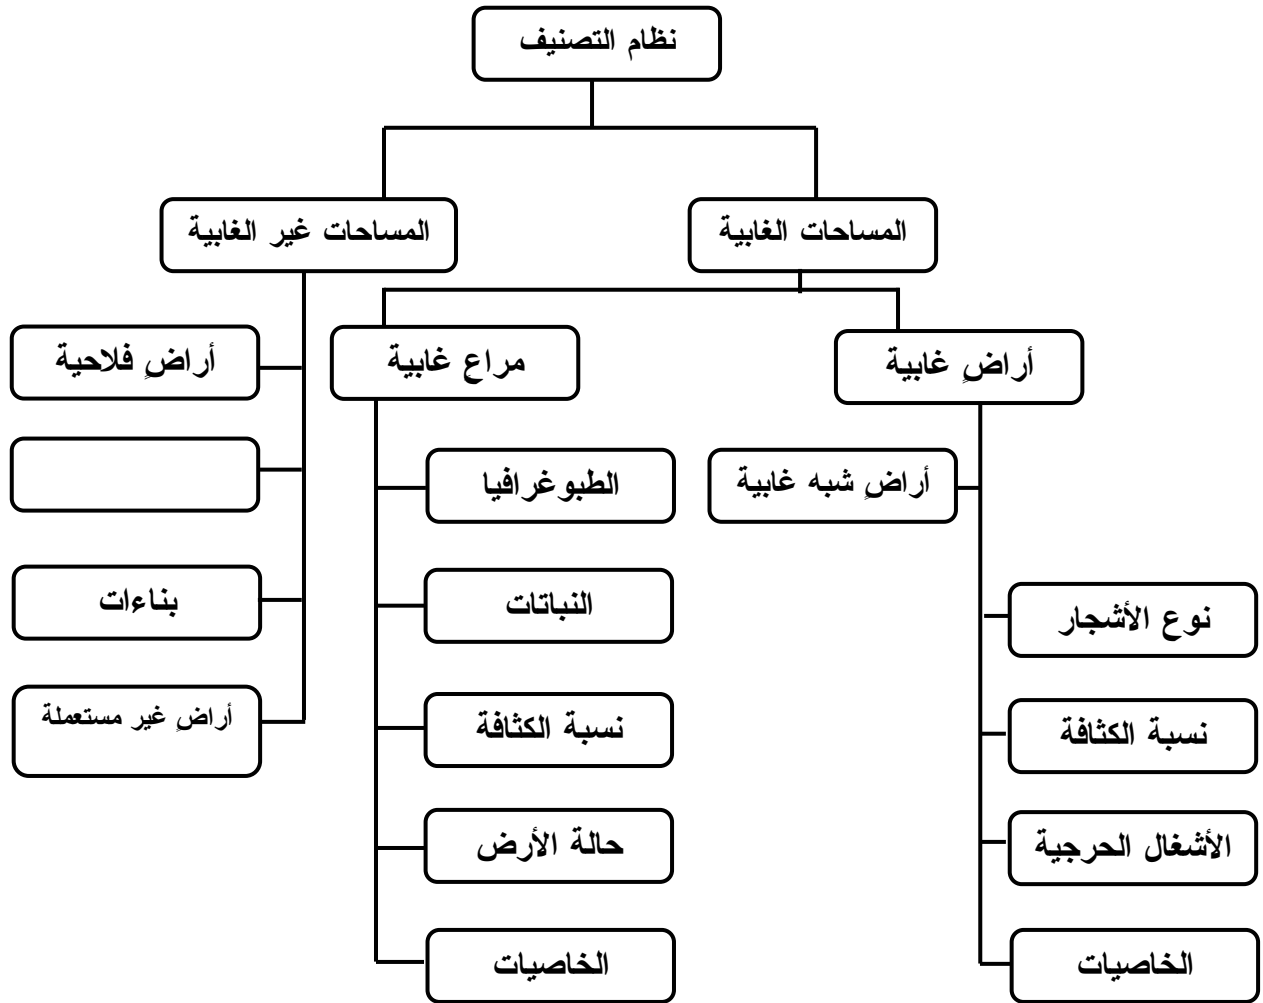 نظام التصنيف
المساحات الغابية
المساحات غير الغابية
أراضٍ غابية
مراعٍ غابية
أراضٍ فلاحية
أراضٍ شبه غابية
الطبوغرافيا
نوع الأشجار
النباتات
بناءات
نسبة الكثافة
نسبة الكثافة
أراضٍ غير مستعملة
الأشغال الحرجية
حالة الأرض
الخاصيات
الخاصيات